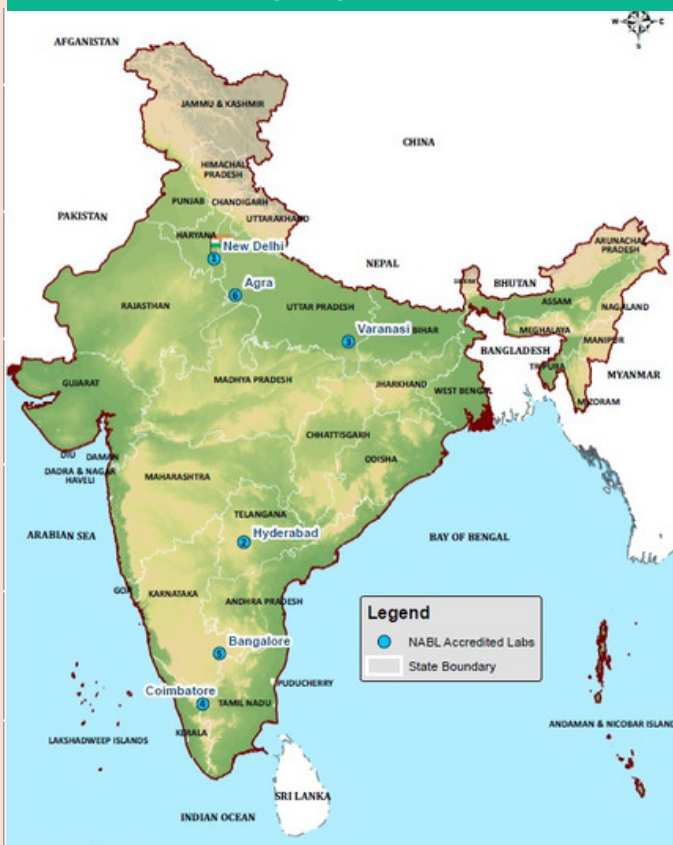 W
E
S
AFGANISTAN
JAMMU & KASHMIR
CHINA
HIMACHAL
PRADESH
PUNJAB
CHANDIGARH
UTTARAKHAND
PAKISTAN
HARYANA
New Delhi
1
NEPAL
ARUNACHAL
PRADESH
Agra
6
SIKKIM
BHUTAN
RAJASTHAN
UTTAR PRADESH
ASSAM
NAGALAND
Varanasi
3
BIHAR
MEGHALAYA
MANIPUR
BANGLADESH
TRIPURA
MYANMAR
MIZORAM
GUJARAT
MADHYA PRADESH
JHARKHAND
WEST BENGAL
CHHATTISGARH
ODISHA
DIU
DAMAN
DADRA & NAGAR
HAVELI
MAHARASHTRA
TELANGANA
ARABIAN SEA
Hyderabad
2
BAY OF BENGAL
GOA
KARNATAKA
ANDHRA PRADESH
Legend
NABL Accredited Labs
State Boundary
Bangalore
5
PUDUCHERRY
Coimbatore
4
TAMIL NADU
KERALA
LAKSHADWEEP ISLANDS
ANDAMAN & NICOBAR ISLAND
SRI LANKA
INDIAN OCEAN